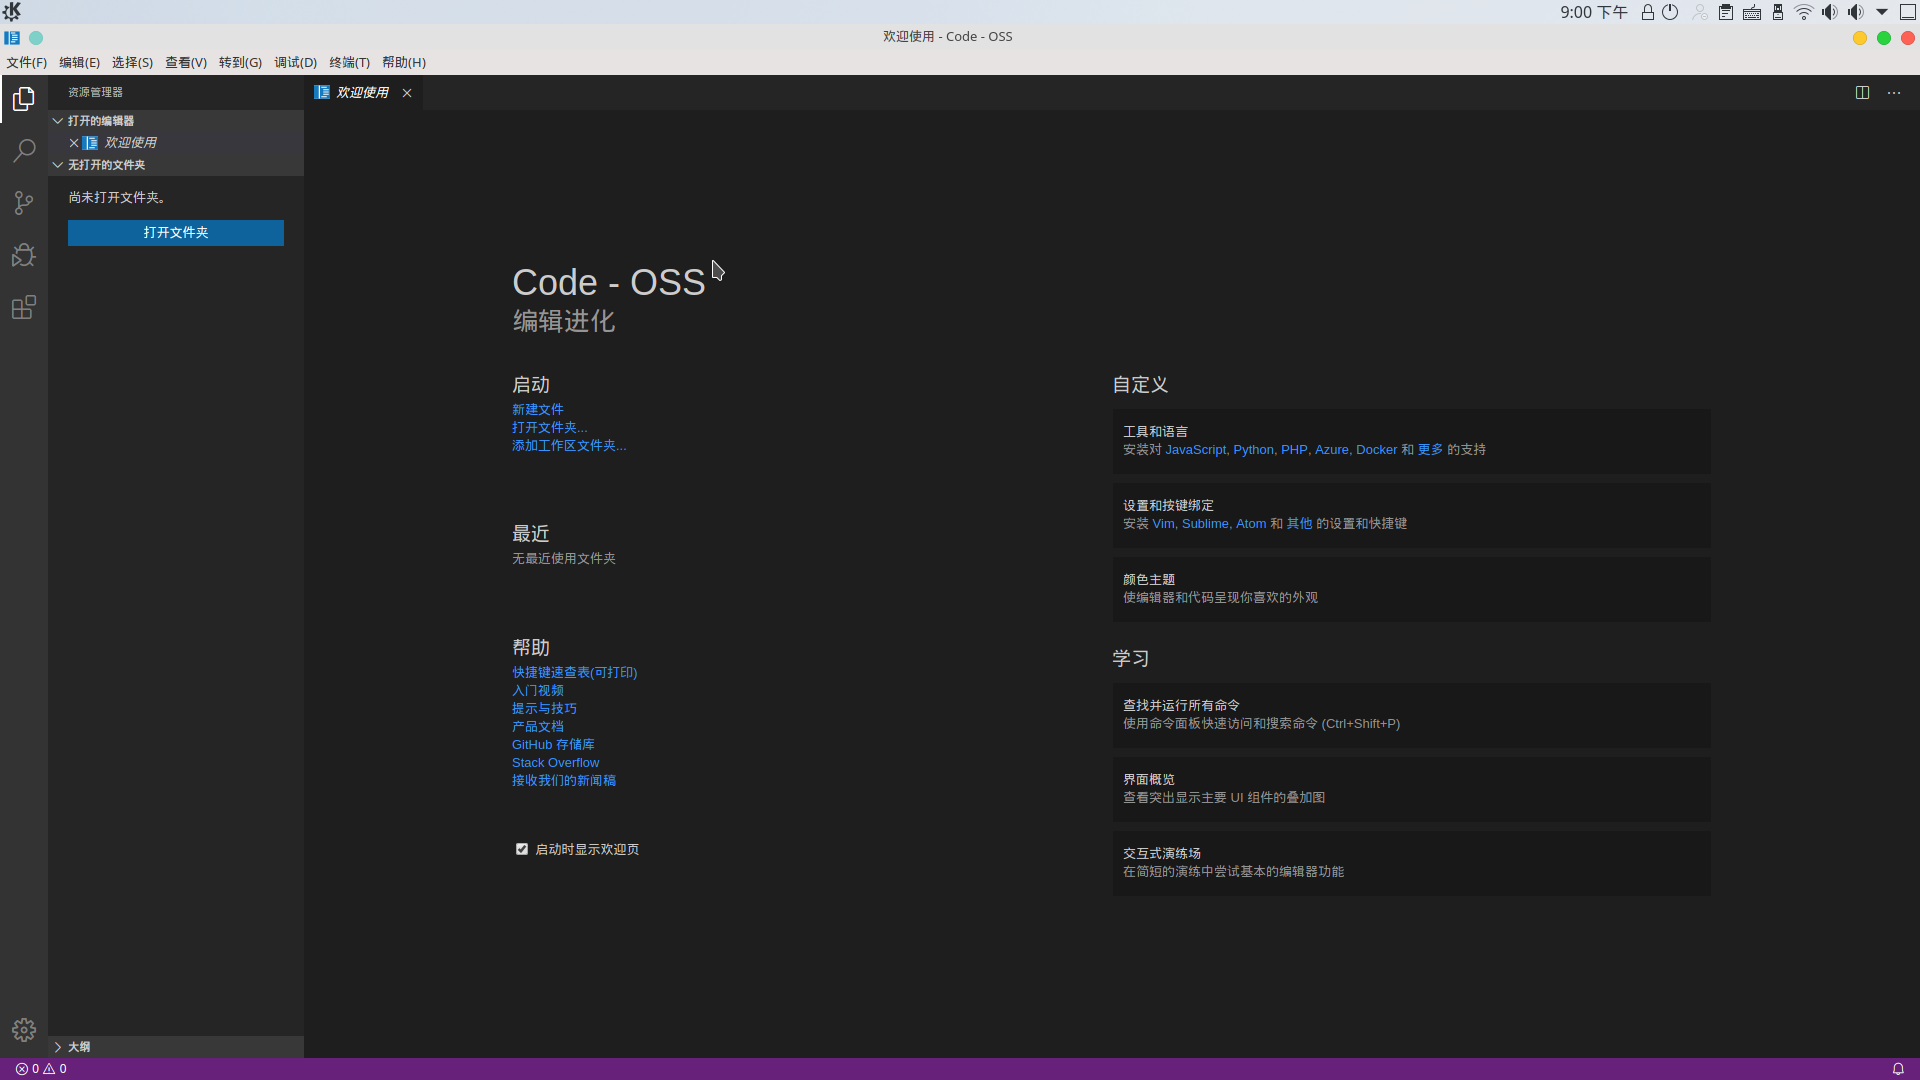 9:00 下午
欢迎使用 - Code - OSS
文件(F) 编辑(E) 选择(S) 查看(V) 转到(G) 调试(D) 终端(T) 帮助(H)
资源管理器
欢迎使用
打开的编辑器
欢迎使用
无打开的文件夹
尚未打开文件夹。
打开文件夹
大纲
Code - OSS
编辑进化
启动
新建文件
打开文件夹...
添加工作区文件夹...
最近
无最近使用文件夹
帮助
快捷键速查表(可打印)
入门视频
提示与技巧
产品文档
GitHub 存储库
Stack Overflow
接收我们的新闻稿
启动时显示欢迎页
自定义
工具和语言
安装对 JavaScript, Python, PHP, Azure, Docker 和 更多 的支持
设置和按键绑定
安装 Vim, Sublime, Atom 和 其他 的设置和快捷键
颜色主题
使编辑器和代码呈现你喜欢的外观
学习
查找并运行所有命令
使用命令面板快速访问和搜索命令 (Ctrl+Shift+P)
界面概览
查看突出显示主要 UI 组件的叠加图
交互式演练场
在简短的演练中尝试基本的编辑器功能
0 0